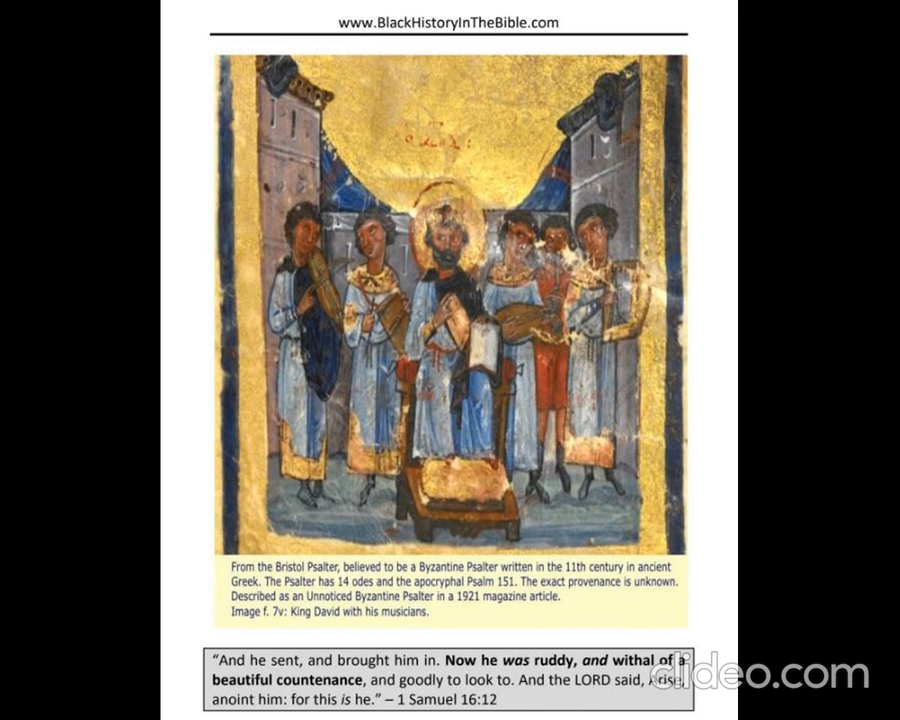 www.BlackHistoryInTheBible.com
From the Bristol Psalter, believed to be a Byzantine Psalter written in the 11th century in ancient
Greek. The Psalter has 14 odes and the apocryphal Psalm 151. The exact provenance is unknown.
Described as an Unnoticed Byzantine Psalter in a 1921 magazine article.
Image f. 7v: King David with his musicians.
“And he sent, and brought him in. Now he was ruddy, and withal of a
beautiful countenance, and goodly to look to. And the LORD said, Arise,
anoint him: for this is he.” – 1 Samuel 16:12
clideo.com